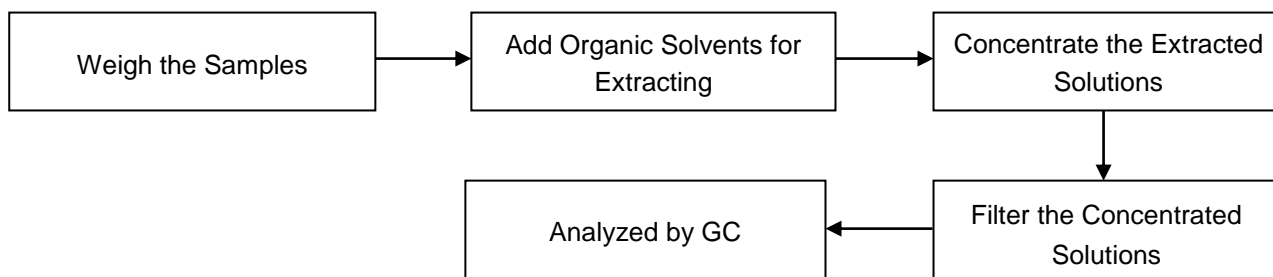 Weigh the Samples
Add Organic Solvents for
Extracting
Concentrate the Extracted
Solutions
Filter the Concentrated
Solutions
Analyzed by GC